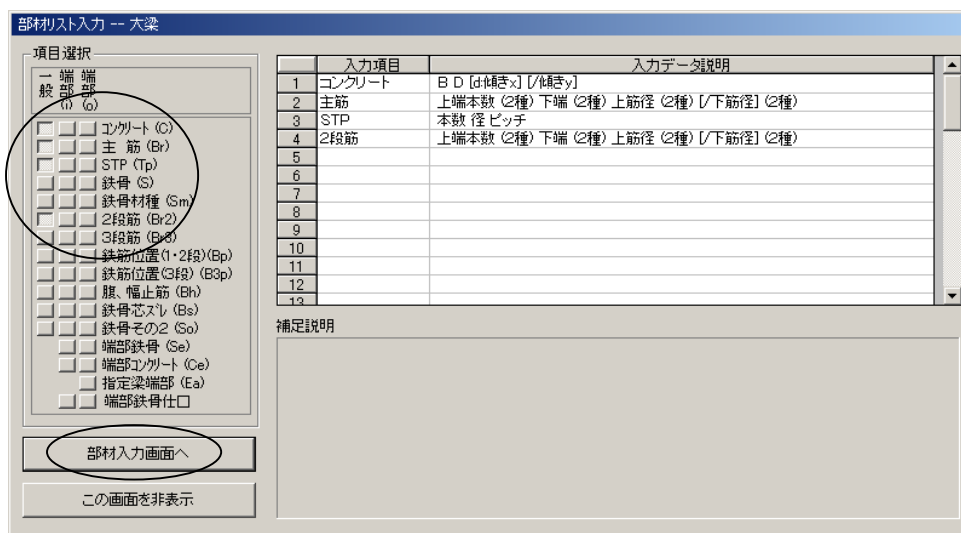 部材リスト入力 -- 大梁
項目選択
一般 端部(i) 端部(o)
コンクリート (C)
主 筋 (Br)
STP (Tp)
鉄骨 (S)
鉄骨材種 (Sm)
2段筋 (Br2)
3段筋 (Br3)
鉄筋位置(1・2段)(Bp)
鉄筋位置(3段) (B3p)
腹、幅止筋 (Bh)
鉄骨芯ズレ (Bs)
鉄骨その2 (So)
端部鉄骨 (Se)
端部コンクリート (Ce)
指定梁端部 (Ea)
端部鉄骨仕口
部材入力画面へ
この画面を非表示
入力項目 入力データ説明
1 コンクリート B D [d:傾きx] [/傾きy]
2 主筋 上端本数 (2種) 下端 (2種) 上筋径 (2種) [/下筋径] (2種)
3 STP 本数 径 ピッチ
4 2段筋 上端本数 (2種) 下端 (2種) 上筋径 (2種) [/下筋径] (2種)
5
6
7
8
9
10
11
12
13
補足説明